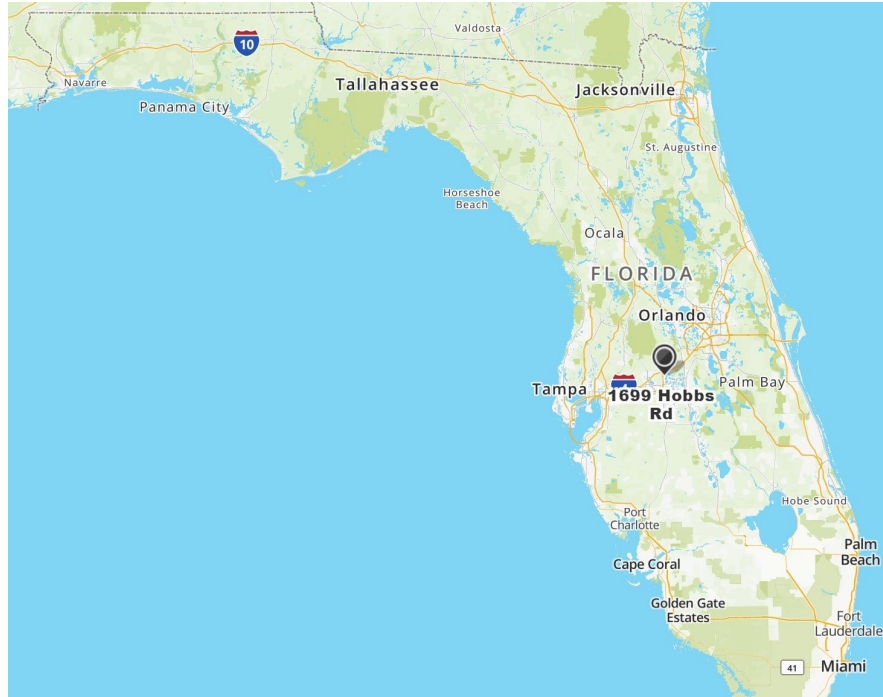 Valdosta
10
Navarre
Tallahassee
Jacksonville
Panama City
St. Augustine
Horseshoe
Beach
Ocala
FLORIDA
Orlando
Tampa
1699 Hobbs
Rd
Palm Bay
Hobe Sound
Port
Charlotte
Palm
Beach
Cape Coral
Golden Gate
Estates
Fort
Lauderdale
41
Miami